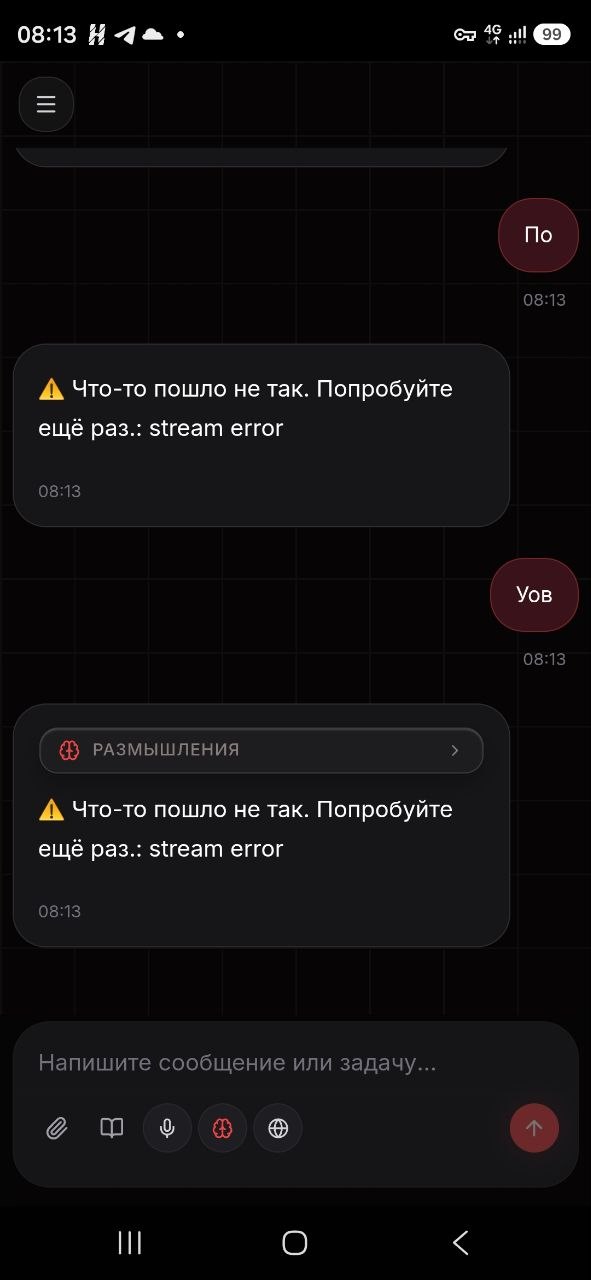 08:13
4G
99
По
08:13
⚠️ Что-то пошло не так. Попробуйте
ещё раз.: stream error
08:13
Уов
08:13
РАЗМЫШЛЕНИЯ
⚠️ Что-то пошло не так. Попробуйте
ещё раз.: stream error
08:13
Напишите сообщение или задачу...